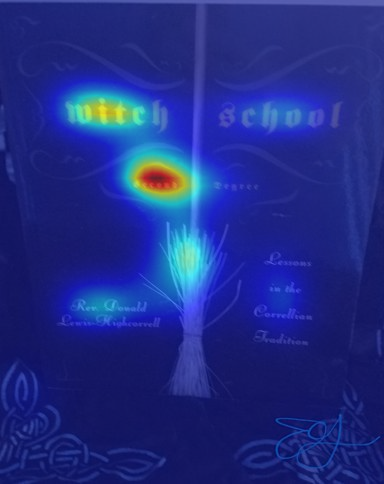 witch school
Degree
Rev. Donald
Lewis-Highcorrell
Lessons
in the
Correllian
Tradition